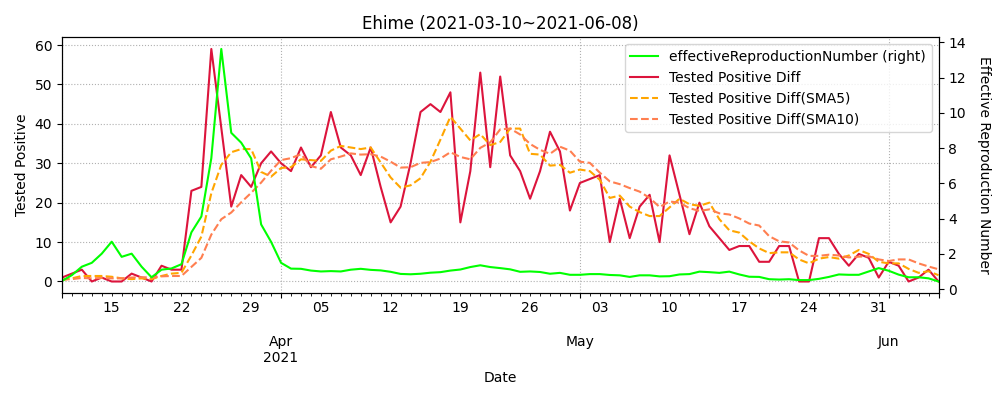 Ehime (2021-03-10~2021-06-08)
effectiveReproductionNumber (right)
Tested Positive Diff
Tested Positive Diff(SMA5)
Tested Positive Diff(SMA10)
Tested Positive
60
50
40
30
20
10
0
14
12
10
8
6
4
2
0
Effective Reproduction Number
15 22 29 05 12 19 26 03 10 17 24 31
Apr May Jun
2021
Date